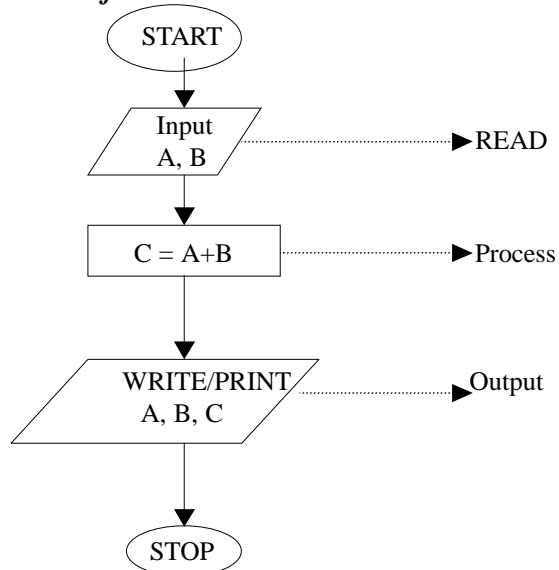 START
Input
A, B
READ
C = A+B
Process
WRITE/PRINT
A, B, C
Output
STOP